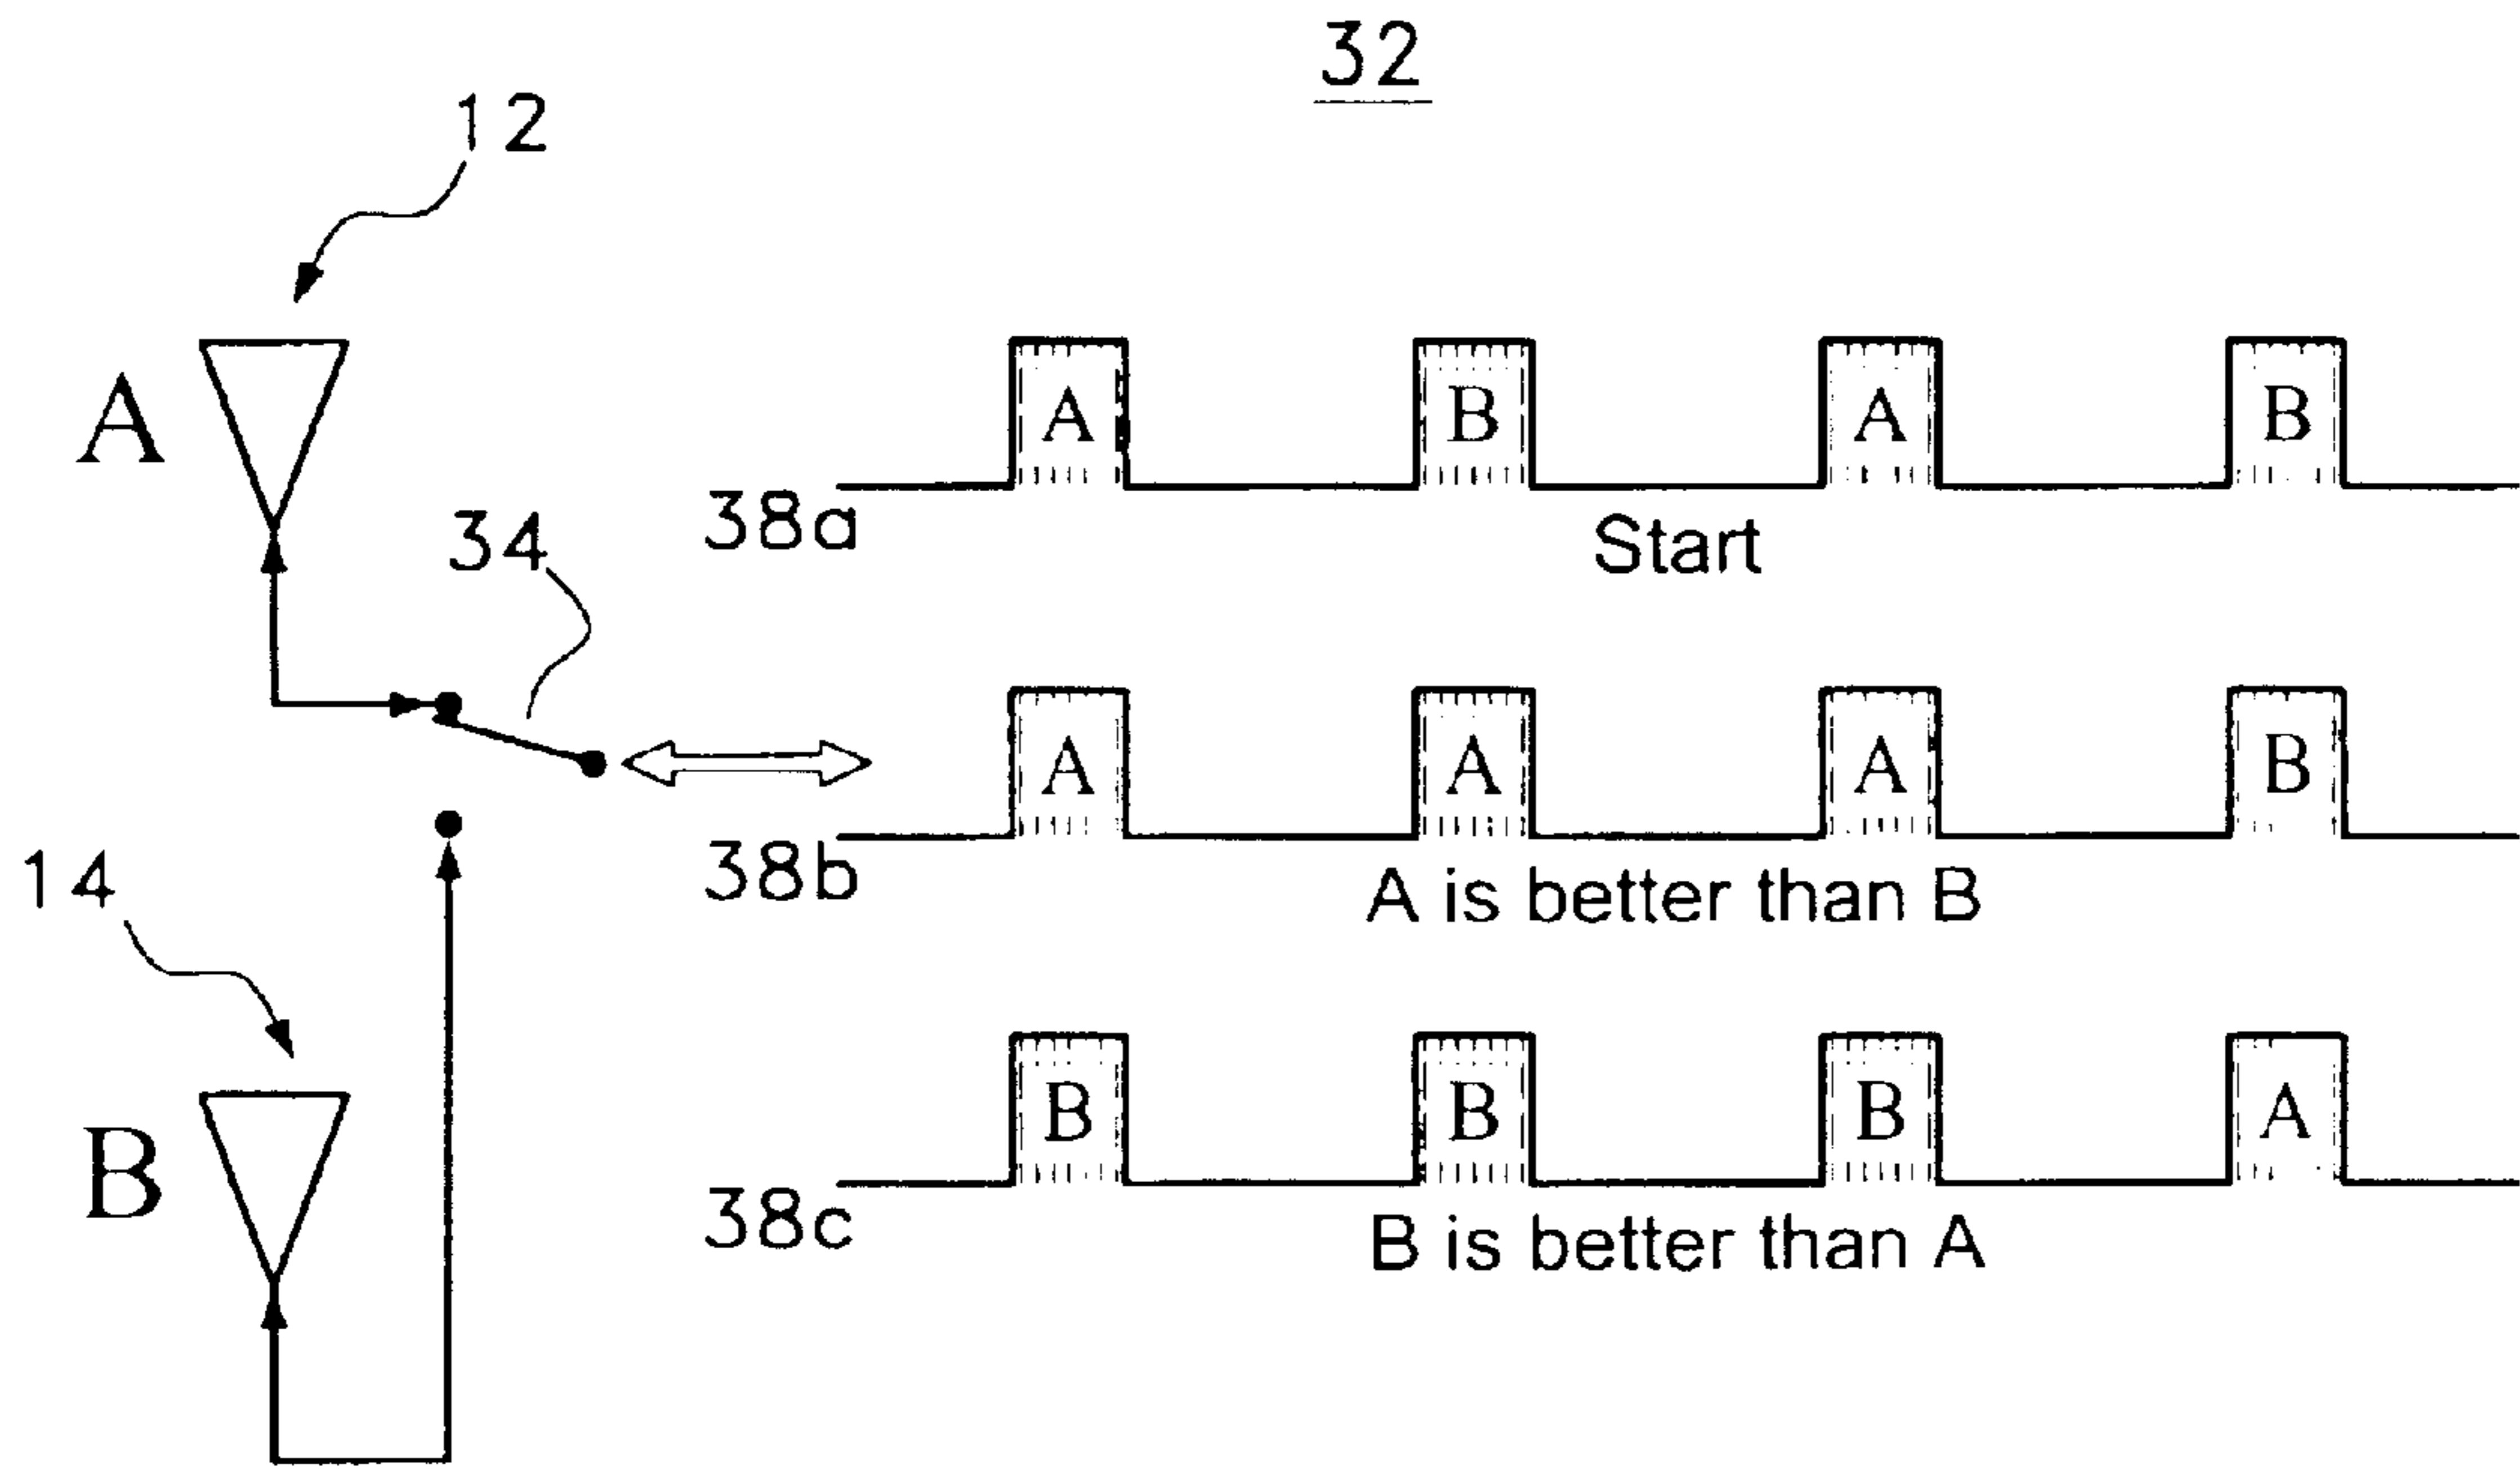 32
12
A
A B A B
38a
Start
34
A A A B
38b
A is better than B
14
B
B B B A
38c
B is better than A